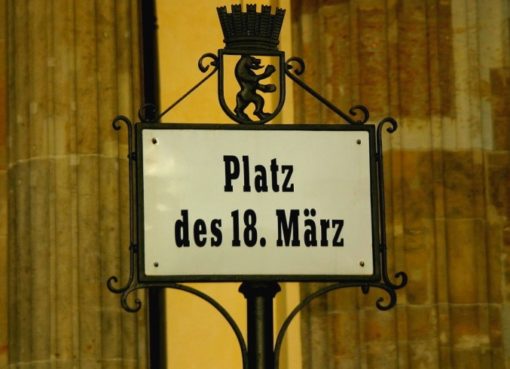 Platz
des 18. März